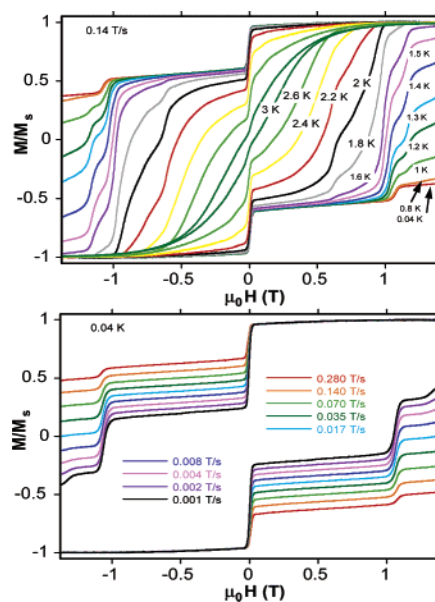 0.14 T/s
M/Ms
1
0.5
0
-0.5
-1
3 K
2.6 K
2.4 K
2.2 K
2 K
1.8 K
1.6 K
1.5 K
1.4 K
1.3 K
1.2 K
1 K
0.8 K
0.04 K
-1
-0.5
0
0.5
1
μ0H (T)
0.04 K
M/Ms
1
0.5
0
-0.5
-1
0.280 T/s
0.140 T/s
0.070 T/s
0.035 T/s
0.017 T/s
0.008 T/s
0.004 T/s
0.002 T/s
0.001 T/s
-1
-0.5
0
0.5
1
μ0H (T)